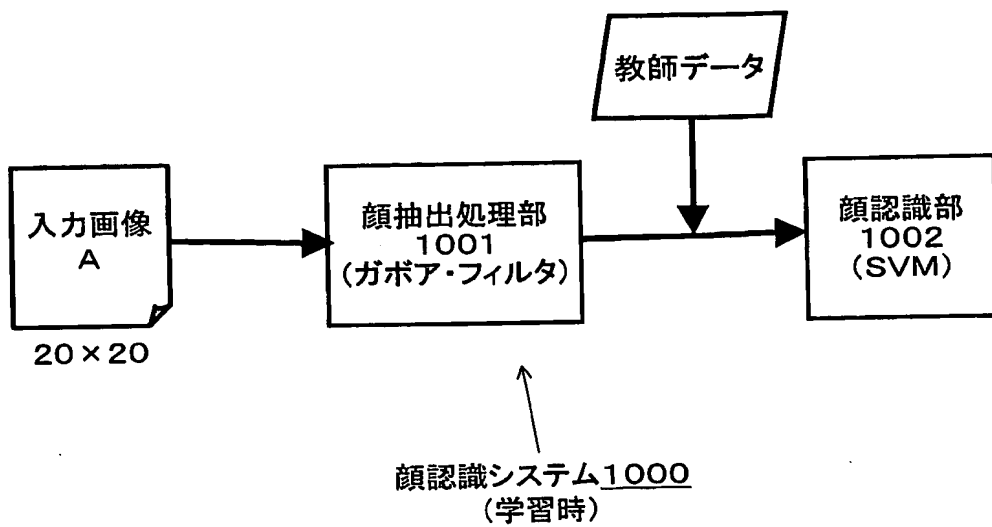 教師データ
入力画像
A
20×20
顔抽出処理部
1001
(ガボア・フィルタ)
顔認識部
1002
(SVM)
顔認識システム1000
(学習時)